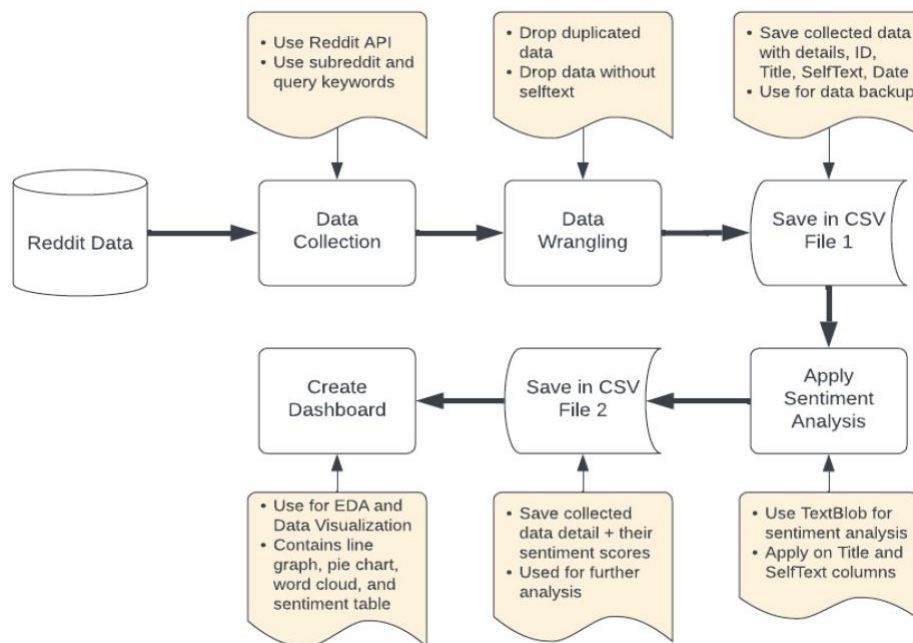 • Use Reddit API
• Use subreddit and
query keywords
• Drop duplicated
data
• Drop data without
selftext
• Save collected data
with details, ID,
Title, SelfText, Date
• Use for data backup
Reddit Data
Data
Collection
Data
Wrangling
Save in CSV
File 1
Create
Dashboard
Save in CSV
File 2
Apply
Sentiment
Analysis
• Use for EDA and
Data Visualization
• Contains line
graph, pie chart,
word cloud, and
sentiment table
• Save collected
data detail + their
sentiment scores
• Used for further
analysis
• Use TextBlob for
sentiment analysis
• Apply on Title and
SelfText columns